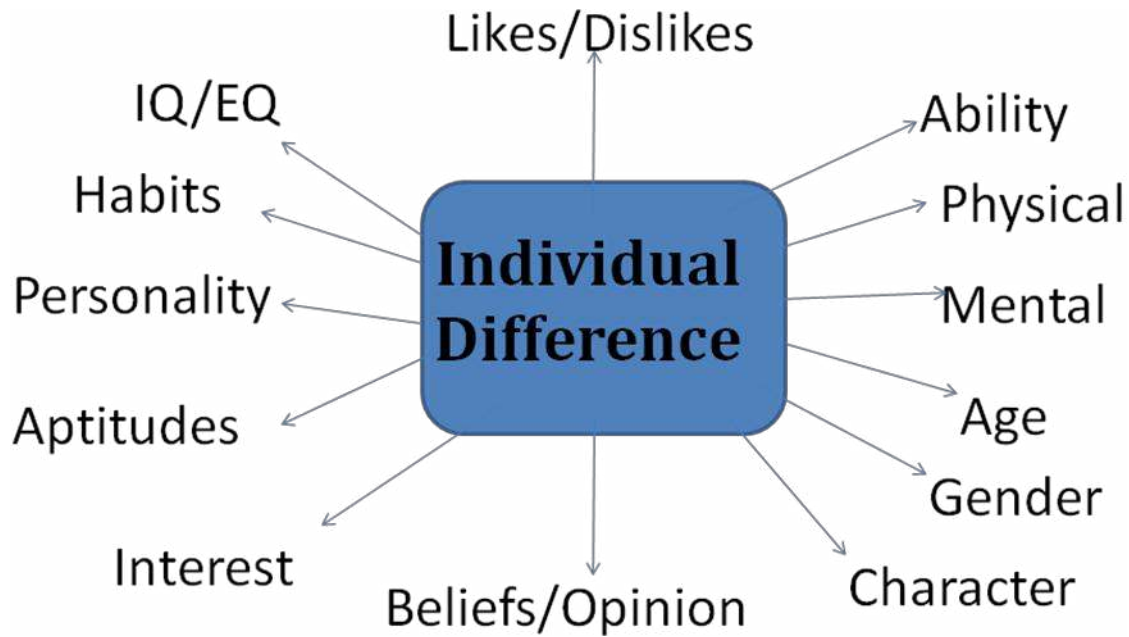 Likes/Dislikes
IQ/EQ
Ability
Habits
Physical
Individual
Difference
Personality
Mental
Aptitudes
Age
Gender
Interest
Character
Beliefs/Opinion